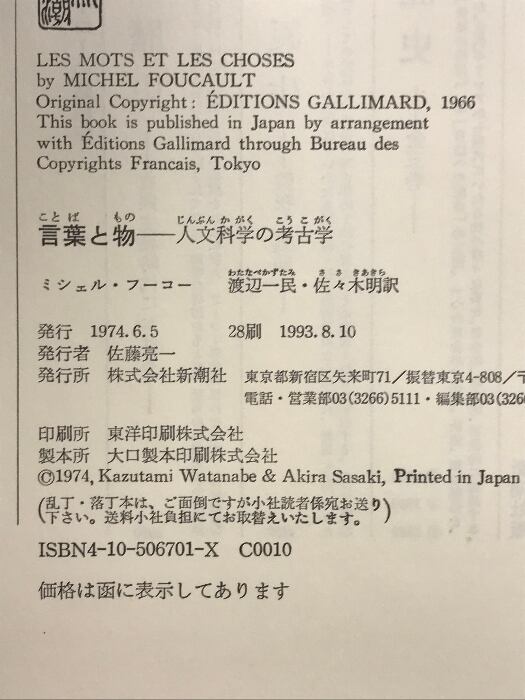 LES MOTS ET LES CHOSES
by MICHEL FOUCAULT
Original Copyright: ÉDITIONS GALLIMARD, 1966
This book is published in Japan by arrangement
with Éditions Gallimard through Bureau des
Copyrights Francais, Tokyo
ことば もの じんぶんかがく こうこがく
言葉と物——人文科学の考古学
わたなべかずたみ ささきあきら
ミシェル・フーコー 渡辺一民・佐々木明訳
発行 1974.6.5 28刷 1993.8.10
発行者 佐藤亮一
発行所 株式会社新潮社 東京都新宿区矢来町71／振替東京4-808／〒
電話・営業部03(3266)5111・編集部03(326
印刷所 東洋印刷株式会社
製本所 大口製本印刷株式会社
©1974, Kazutami Watanabe & Akira Sasaki, Printed in Japan
(乱丁・落丁本は、ご面倒ですが小社読者係宛お送り
下さい。送料小社負担にてお取替えいたします。)
ISBN4-10-506701-X C0010
価格は函に表示してあります